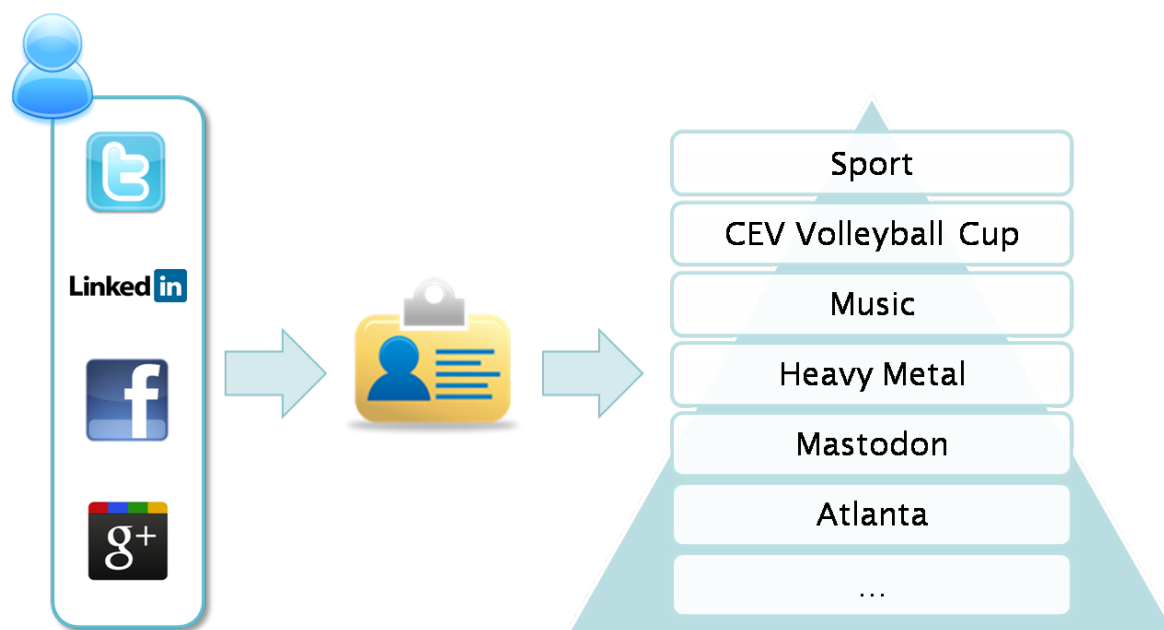 t
Linked in
f
g+
Sport
CEV Volleyball Cup
Music
Heavy Metal
Mastodon
Atlanta
...